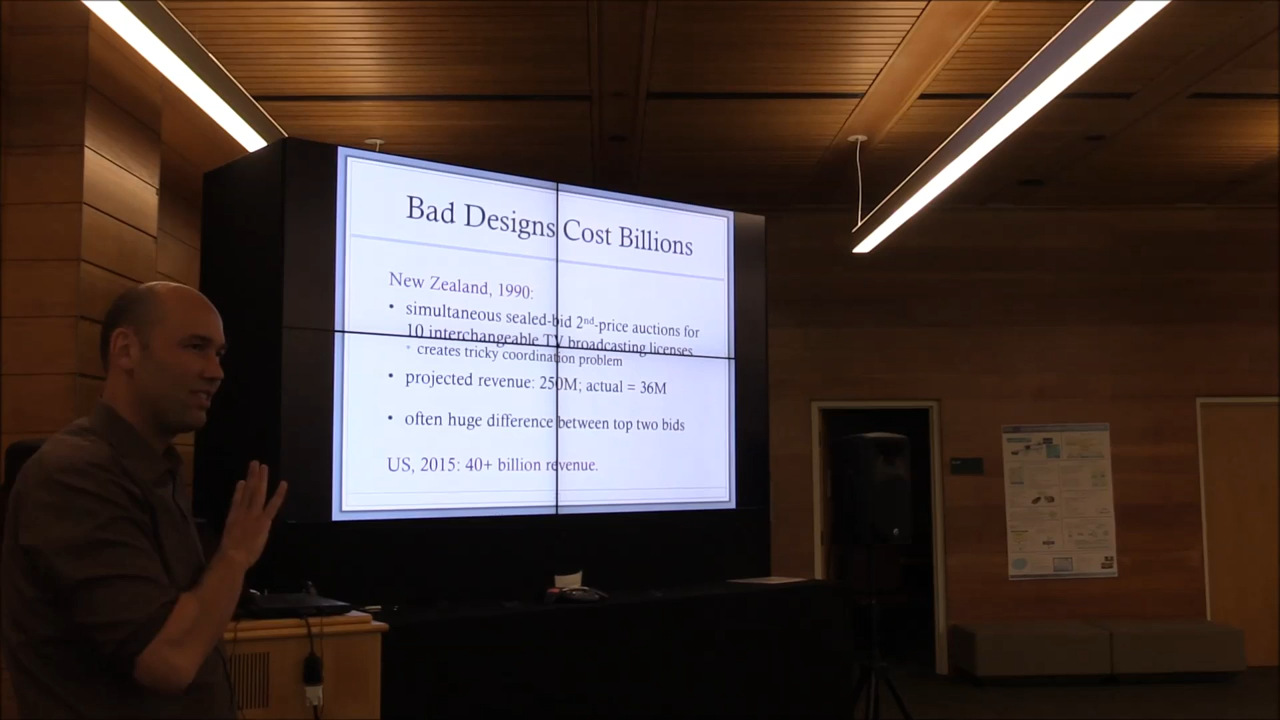 Bad Designs Cost Billions
New Zealand, 1990:
• simultaneous sealed-bid 2nd-price auctions for
10 interchangeable TV broadcasting licenses
• creates tricky coordination problem
• projected revenue: 250M; actual = 36M
• often huge difference between top two bids
US, 2015: 40+ billion revenue.